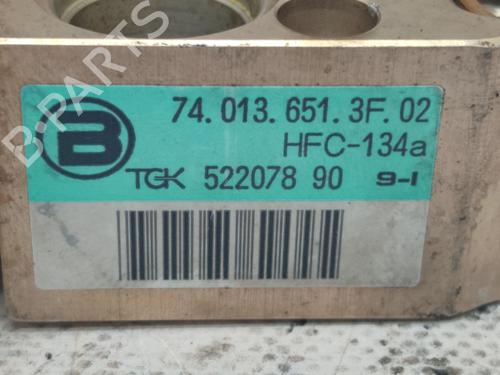 74.013.651.3F.02
B
HFC-134a
TGK 522078 90 9-I
B-PARTS